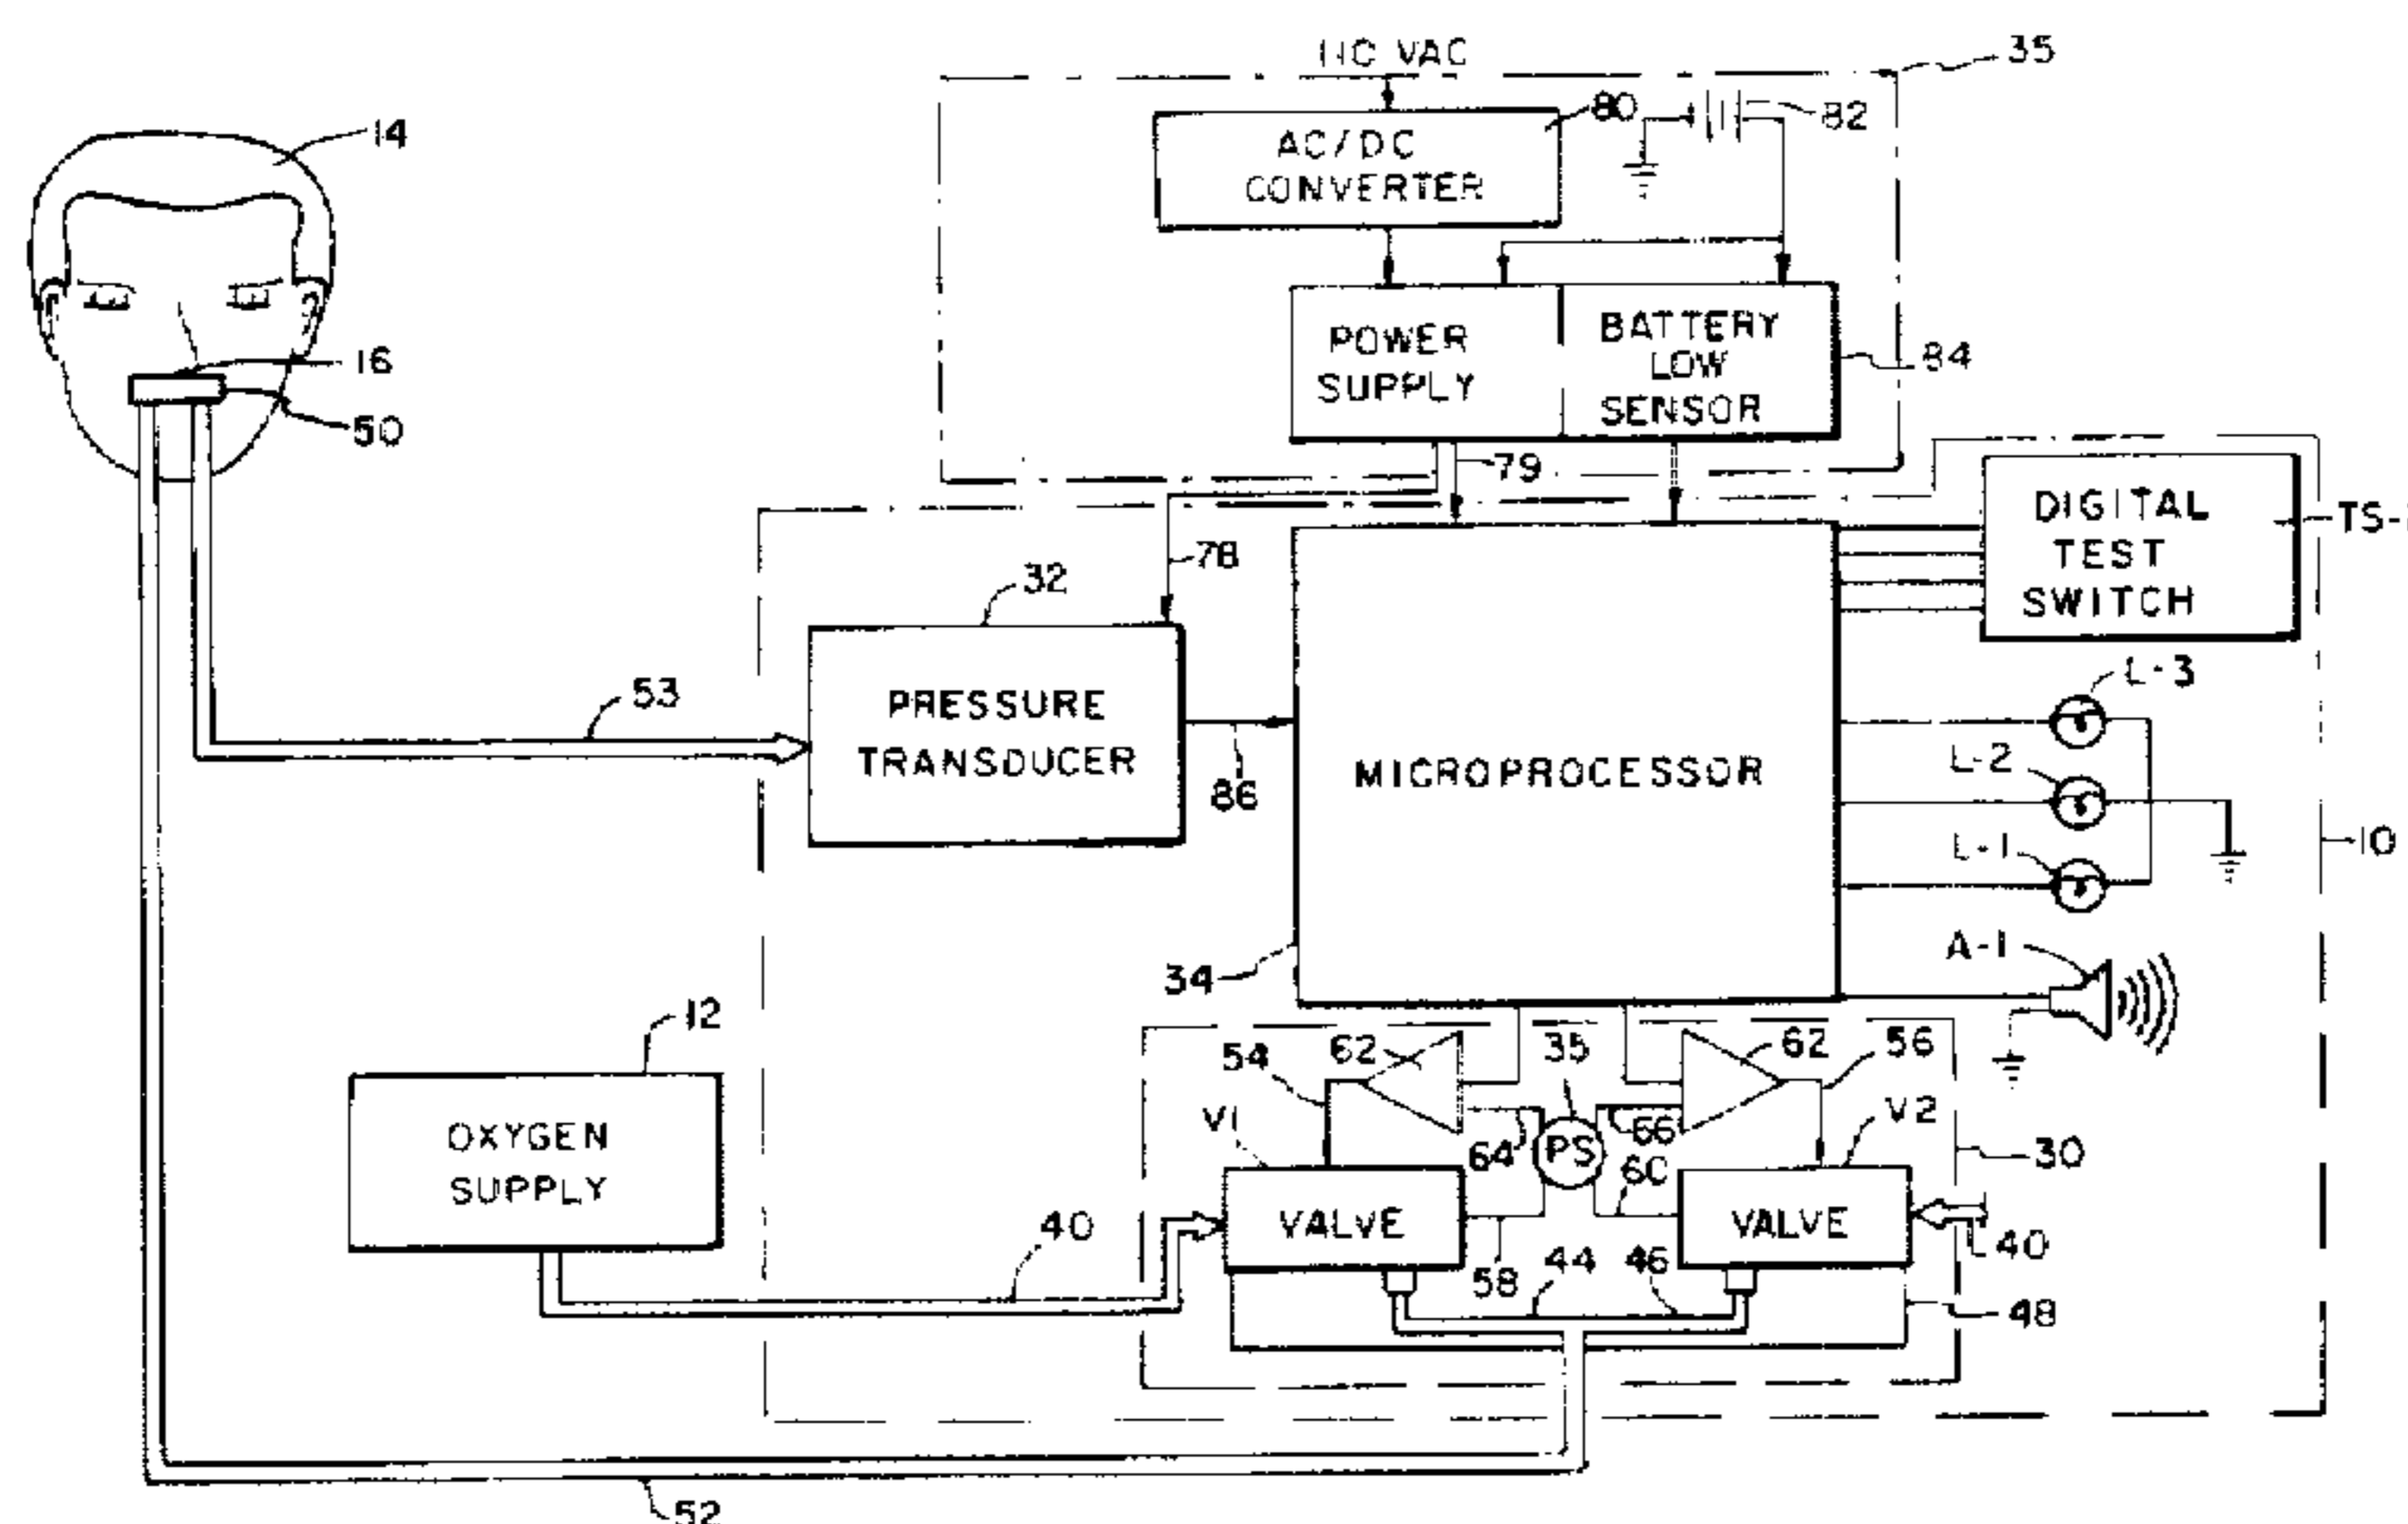 110 VAC
35
14
80
82
AC/DC
CONVERTER
16
50
POWER
SUPPLY
BATTERY
LOW
SENSOR
84
79
78
DIGITAL
TEST
SWITCH
32
53
PRESSURE
TRANSDUCER
86
MICROPROCESSOR
L-3
L-2
L-1
10
34
A-1
12
54
62
35
62
56
V1
V2
64
PS
66
60
30
OXYGEN
SUPPLY
40
VALVE
VALVE
40
58
44
46
48
52